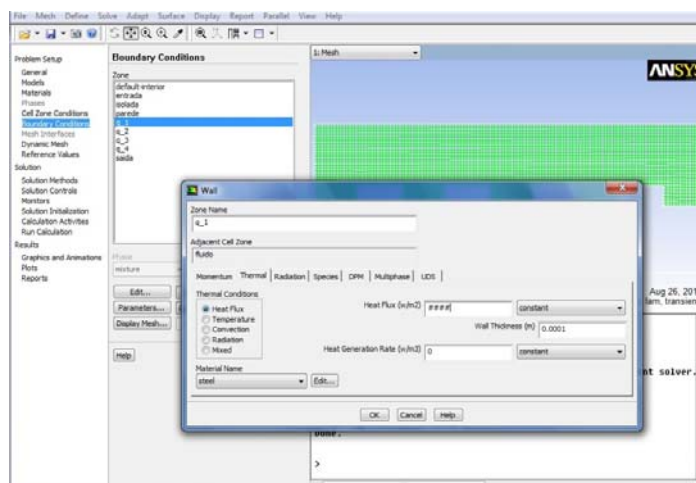 File Mesh Define Solve Adapt Surface Display Report Parallel View Help
Problem Setup
General
Models
Materials
Phases
Cell Zone Conditions
Boundary Conditions
Mesh Interfaces
Dynamic Mesh
Reference Values
Solution
Solution Methods
Solution Controls
Monitors
Solution Initialization
Calculation Activities
Run Calculation
Results
Graphics and Animations
Plots
Reports
Boundary Conditions
Zone
default-interior
entrada
isolada
parede
q_1
q_2
q_3
q_4
saida
Phase
mixture
Edit...
Parameters...
Display Mesh...
Help
1: Mesh
ANSYS
Wall
Zone Name
q_1
Adjacent Cell Zone
fluido
Momentum Thermal Radiation Species DPM Multiphase UDS
Thermal Conditions
Heat Flux
Temperature
Convection
Radiation
Mixed
Heat Flux (w/m2) #### constant
Wall Thickness (m) 0.0001
Heat Generation Rate (w/m3) 0 constant
Material Name
steel Edit...
OK Cancel Help
Aug 26, 201
lam, transien
nt solver.
Done.
>